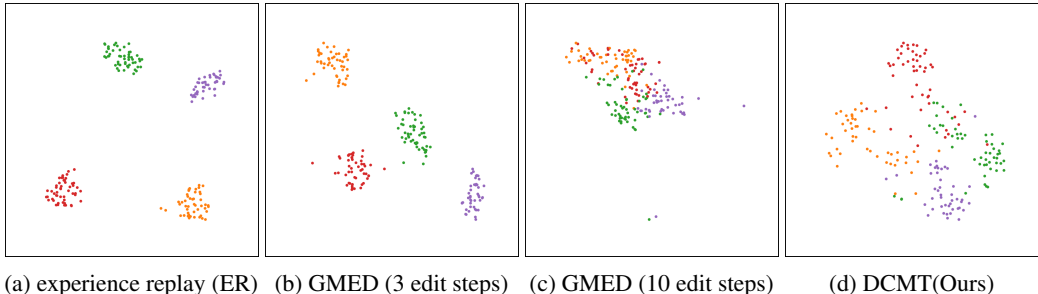 (a) experience replay (ER)
(b) GMED (3 edit steps)
(c) GMED (10 edit steps)
(d) DCMT(Ours)